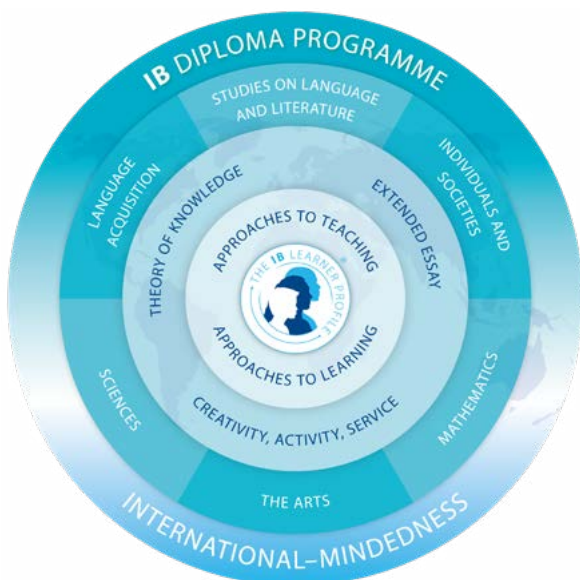 IB DIPLOMA PROGRAMME
STUDIES ON LANGUAGE
AND LITERATURE
LANGUAGE
ACQUISITION
INDIVIDUALS AND
SOCIETIES
THEORY OF KNOWLEDGE
EXTENDED ESSAY
APPROACHES TO TEACHING
THE IB LEARNER PROFILE
®
APPROACHES TO LEARNING
CREATIVITY, ACTIVITY, SERVICE
SCIENCES
MATHEMATICS
THE ARTS
INTERNATIONAL–MINDEDNESS